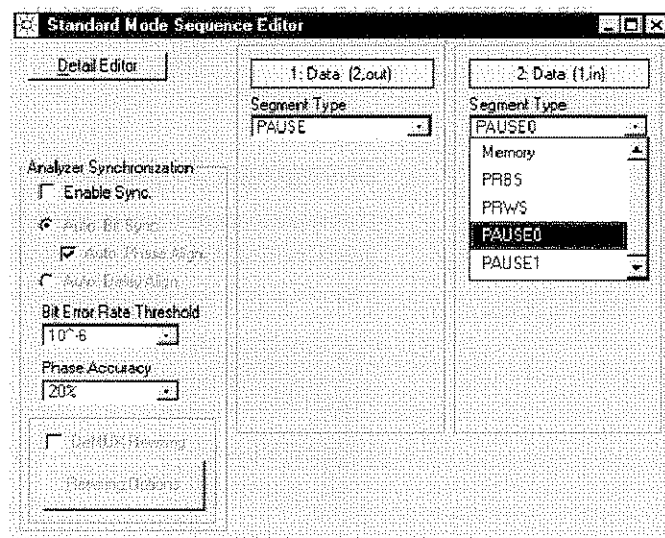 Standard Mode Sequence Editor
Detail Editor
1: Data (2,out)
2: Data (1,in)
Segment Type
Segment Type
PAUSE
PAUSE0
Memory
PRBS
PRWS
PAUSE0
PAUSE1
Analyzer Synchronization
Enable Sync.
Auto. Bit Sync.
Auto. Phase Align.
Auto. Delay Align.
Bit Error Rate Threshold
10^-6
Phase Accuracy
20%
DeMUX Rewiring
Rewiring Options